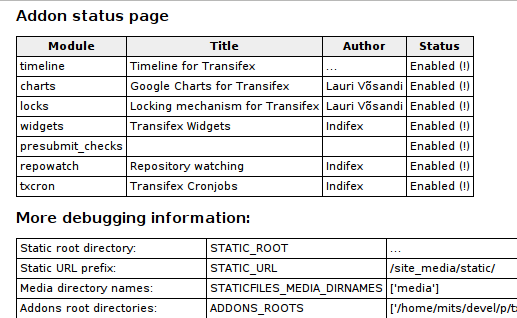 Addon status page
Module Title Author Status
timeline Timeline for Transifex ... Enabled (!)
charts Google Charts for Transifex Lauri Võsandi Enabled (!)
locks Locking mechanism for Transifex Lauri Võsandi Enabled (!)
widgets Transifex Widgets Indifex Enabled (!)
presubmit_checks Enabled (!)
repowatch Repository watching Indifex Enabled (!)
txcron Transifex Cronjobs Indifex Enabled (!)
More debugging information:
Static root directory: STATIC_ROOT ...
Static URL prefix: STATIC_URL /site_media/static/
Media directory names: STATICFILES_MEDIA_DIRNAMES ['media']
Addons root directories: ADDONS_ROOTS ['/home/mits/devel/p/tx